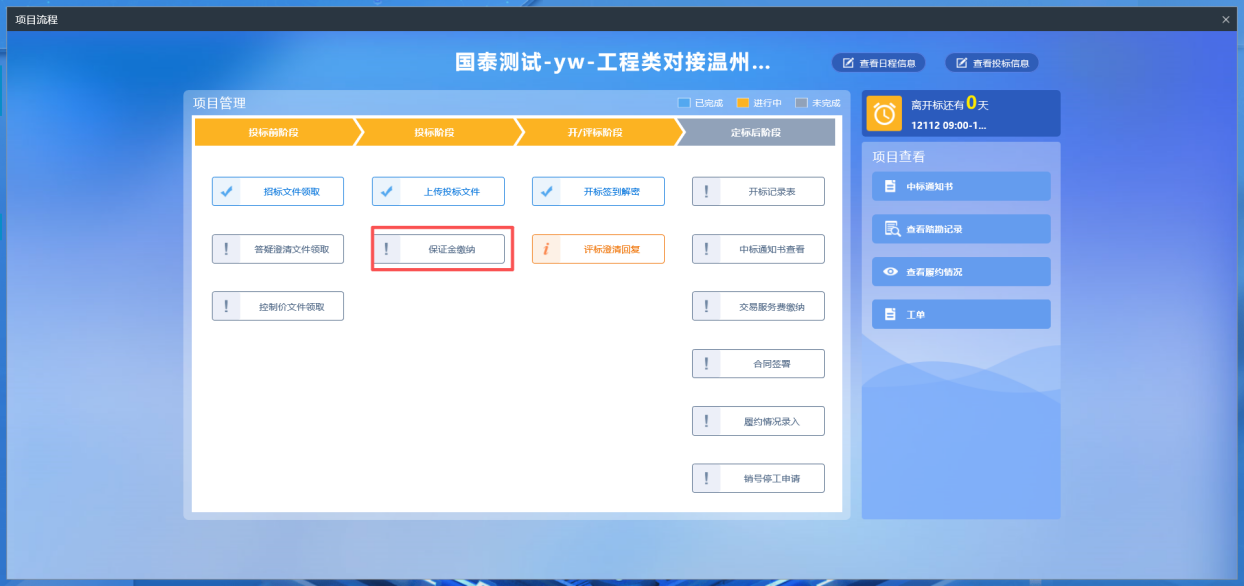 项目流程
国泰测试-yw-工程类对接温州...
查看日程信息
查看投标信息
项目管理
已完成
进行中
未完成
投标前阶段
投标阶段
开/评标阶段
定标后阶段
招标文件领取
上传投标文件
开标签到解密
开标记录表
答疑澄清文件领取
保证金缴纳
评标澄清回复
中标通知书查看
控制价文件领取
交易服务费缴纳
合同签署
履约情况录入
销号停工申请
离开标还有0天
12112 09:00-1...
项目查看
中标通知书
查看踏勘记录
查看履约情况
工单